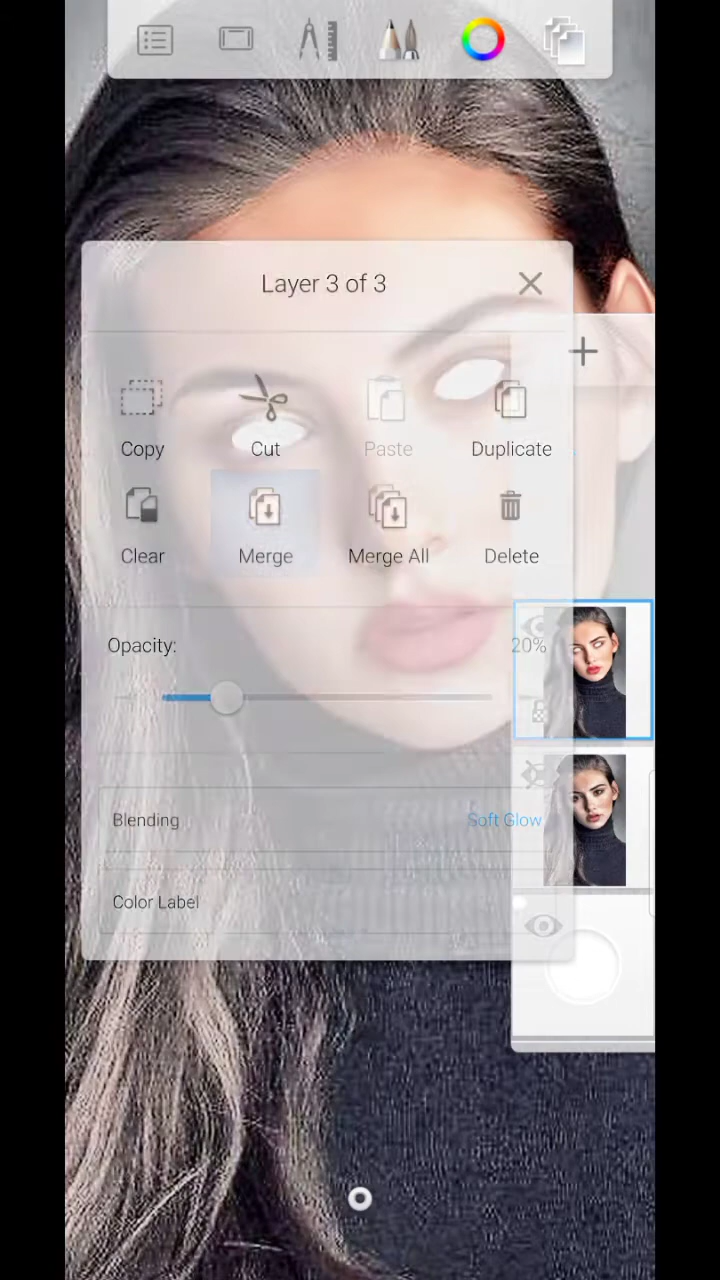 Layer 3 of 3
Copy
Cut
Paste
Duplicate
Clear
Merge
Merge All
Delete
Opacity:
20%
Blending
Soft Glow
Color Label